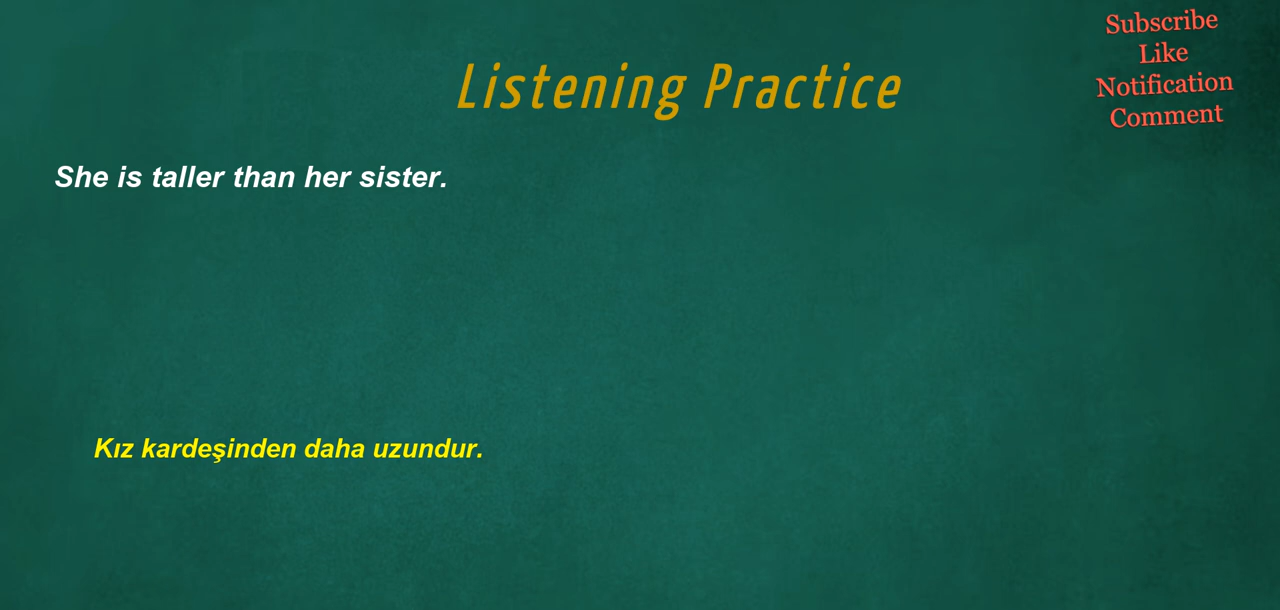 Listening Practice
Subscribe
Like
Notification
Comment
She is taller than her sister.
Kız kardeşinden daha uzundur.